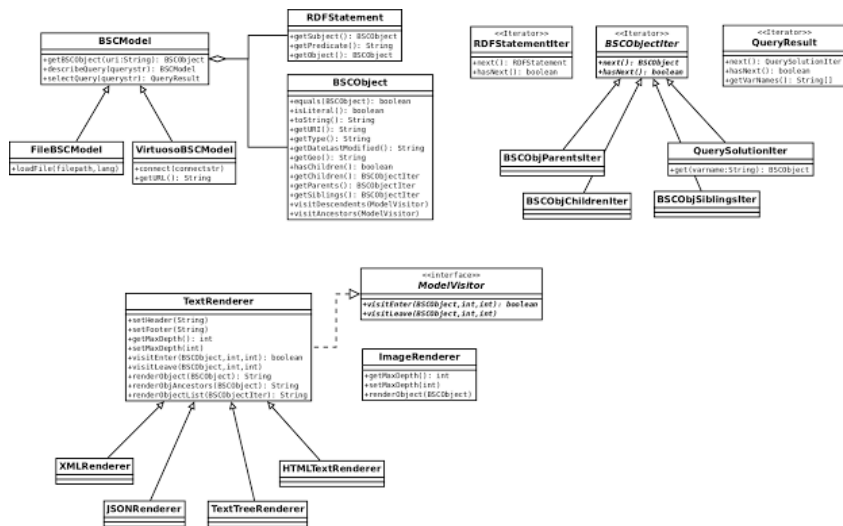 BSCModel
+getBSCObject(uri:String): BSCObject
+describeQuery(querystr): BSCModel
+selectQuery(querystr): QueryResult
FileBSCModel
+loadFile(filepath,lang)
VirtuosoBSCModel
+connect(connectstr)
+getURL(): String
RDFStatement
+getSubject(): BSCObject
+getPredicate(): String
+getObject(): BSCObject
BSCObject
+equals(BSCObject): boolean
+isLiteral(): boolean
+toString(): String
+getURI(): String
+getType(): String
+getDateLastModified(): String
+getGeo(): String
+hasChildren(): boolean
+getChildren(): BSCObjectIter
+getParents(): BSCObjectIter
+getSiblings(): BSCObjectIter
+visitDescendents(ModelVisitor)
+visitAncestors(ModelVisitor)
<<Iterator>>
RDFStatementIter
+next(): RDFStatement
+hasNext(): boolean
<<Iterator>>
BSCObjectIter
+next(): BSCObject
+hasNext(): boolean
<<Iterator>>
QueryResult
+next(): QuerySolutionIter
+hasNext(): boolean
+getVarNames(): String[]
BSCObjParentsIter
QuerySolutionIter
+get(varname:String): BSCObject
BSCObjChildrenIter
BSCObjSiblingsIter
<<interface>>
ModelVisitor
+visitEnter(BSCObject,int,int): boolean
+visitLeave(BSCObject,int,int)
TextRenderer
+setHeader(String)
+setFooter(String)
+getMaxDepth(): int
+setMaxDepth(int)
+visitEnter(BSCObject,int,int): boolean
+visitLeave(BSCObject,int,int)
+renderObject(BSCObject): String
+renderObjAncestors(BSCObject): String
+renderObjectList(BSCObjectIter): String
ImageRenderer
+getMaxDepth(): int
+setMaxDepth(int)
+renderObject(BSCObject)
XMLRenderer
HTMLTextRenderer
JSONRenderer
TextTreeRenderer